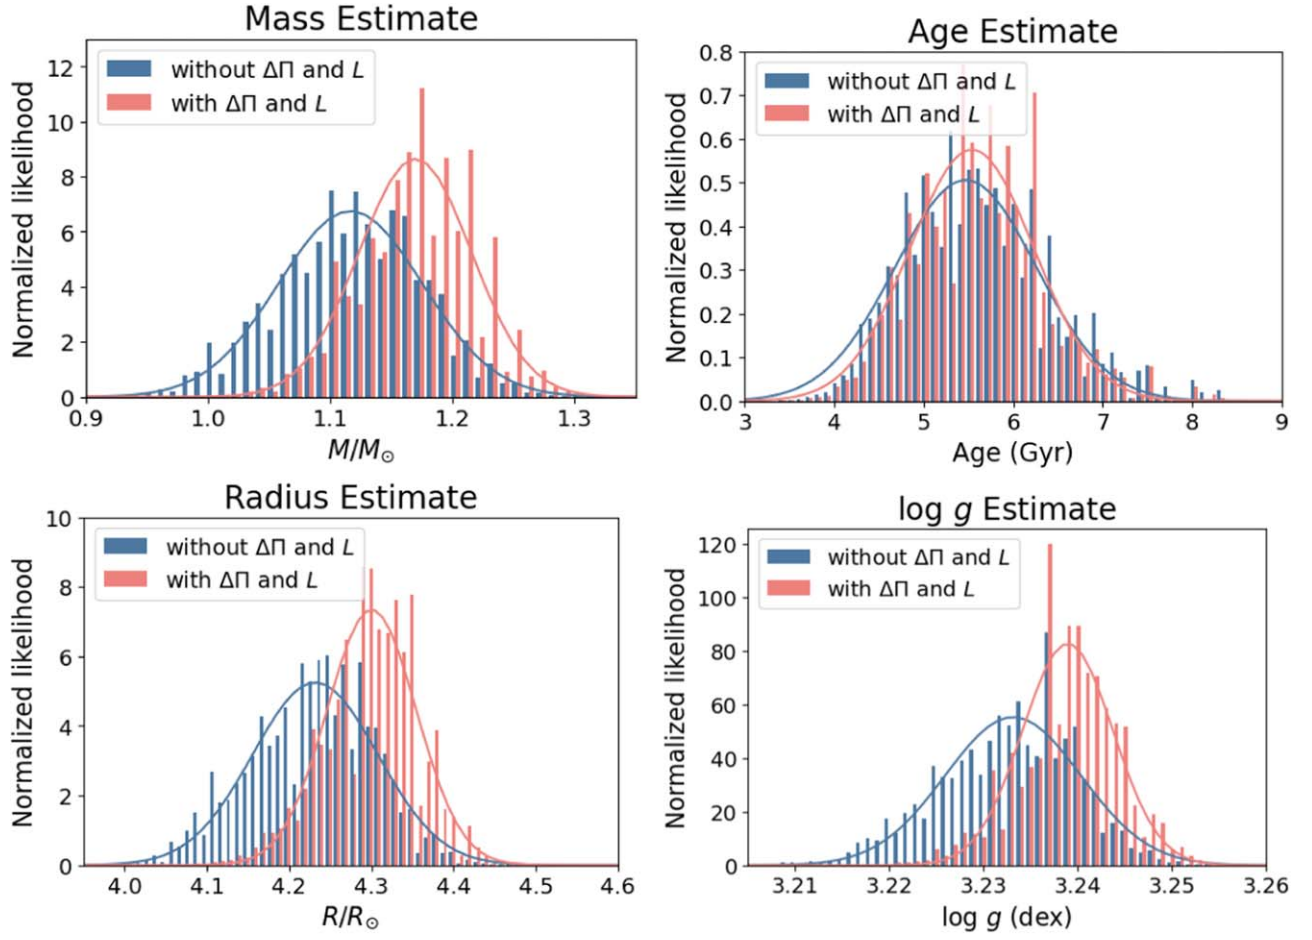 Mass Estimate
Normalized likelihood
12
10
8
6
4
2
0
without ΔΠ and L
with ΔΠ and L
0.9 1.0 1.1 1.2 1.3
M/M⊙
Age Estimate
Normalized likelihood
0.8
0.7
0.6
0.5
0.4
0.3
0.2
0.1
0.0
without ΔΠ and L
with ΔΠ and L
3 4 5 6 7 8 9
Age (Gyr)
Radius Estimate
Normalized likelihood
10
8
6
4
2
0
without ΔΠ and L
with ΔΠ and L
4.0 4.1 4.2 4.3 4.4 4.5 4.6
R/R⊙
log g Estimate
Normalized likelihood
120
100
80
60
40
20
0
without ΔΠ and L
with ΔΠ and L
3.21 3.22 3.23 3.24 3.25 3.26
log g (dex)